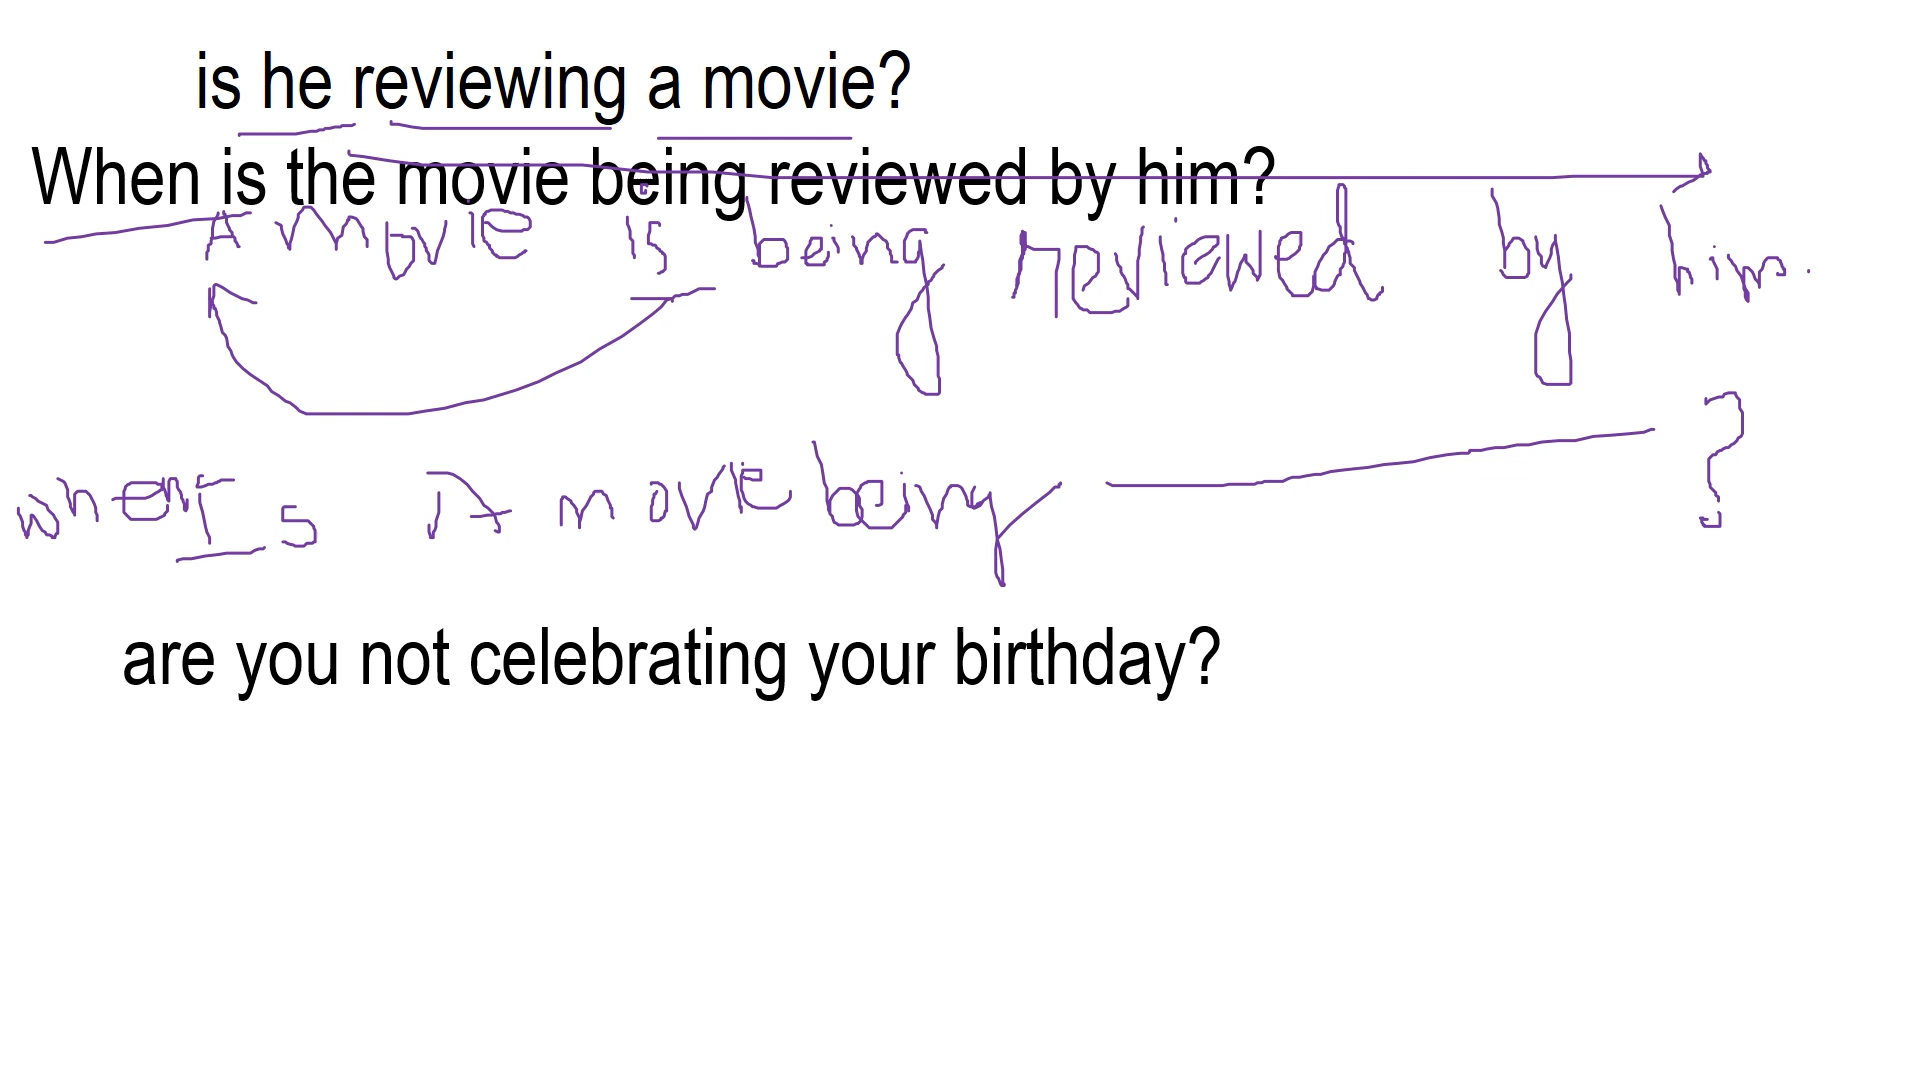 is he reviewing a movie?
When is the movie being reviewed by him?
A movie is being reviewed by him.
when Is A movie being ?
are you not celebrating your birthday?